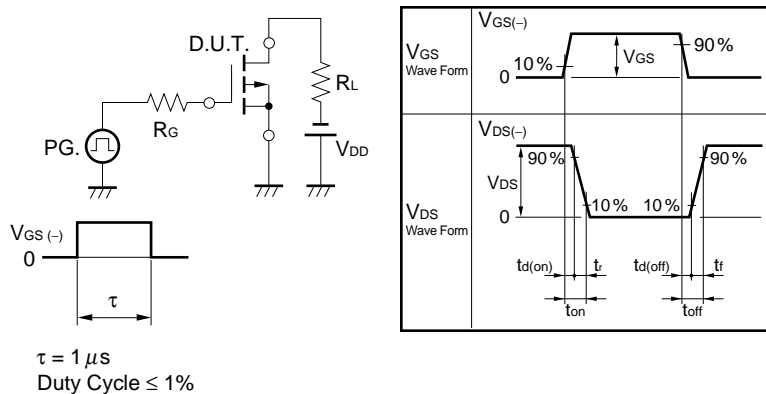 D.U.T.
RL
RG
PG.
VDD
VGS (−)
0
τ
τ = 1 μs
Duty Cycle ≤ 1%
VGS
Wave Form
VGS(−)
10 %
0
VGS
90 %
VDS
Wave Form
VDS(−)
90 %
VDS
0
10 %
10 %
90 %
td(on)
tr
td(off)
tf
ton
toff